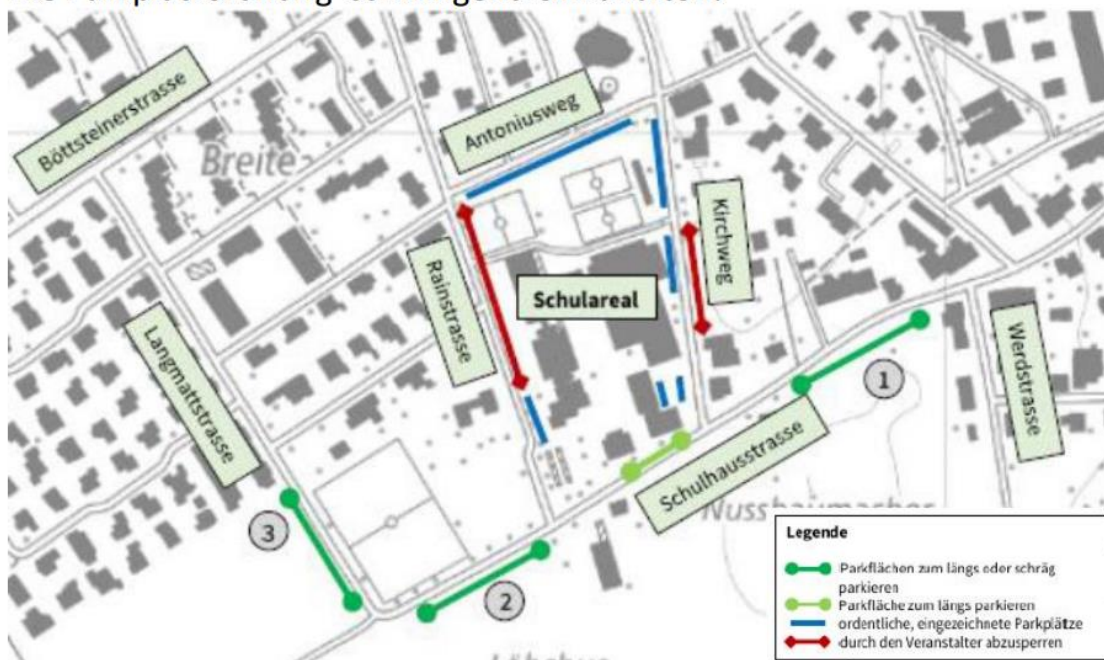 Böttsteinerstrasse
Antoniusweg
Breite
Kirchweg
Rainstrasse
Schulareal
Langmattstrasse
Werdstrasse
1
Schulhausstrasse
3
2
Legende
Parkflächen zum längs oder schräg
parkieren
Parkfläche zum längs parkieren
ordentliche, eingezeichnete Parkplätze
durch den Veranstalter abzusperren